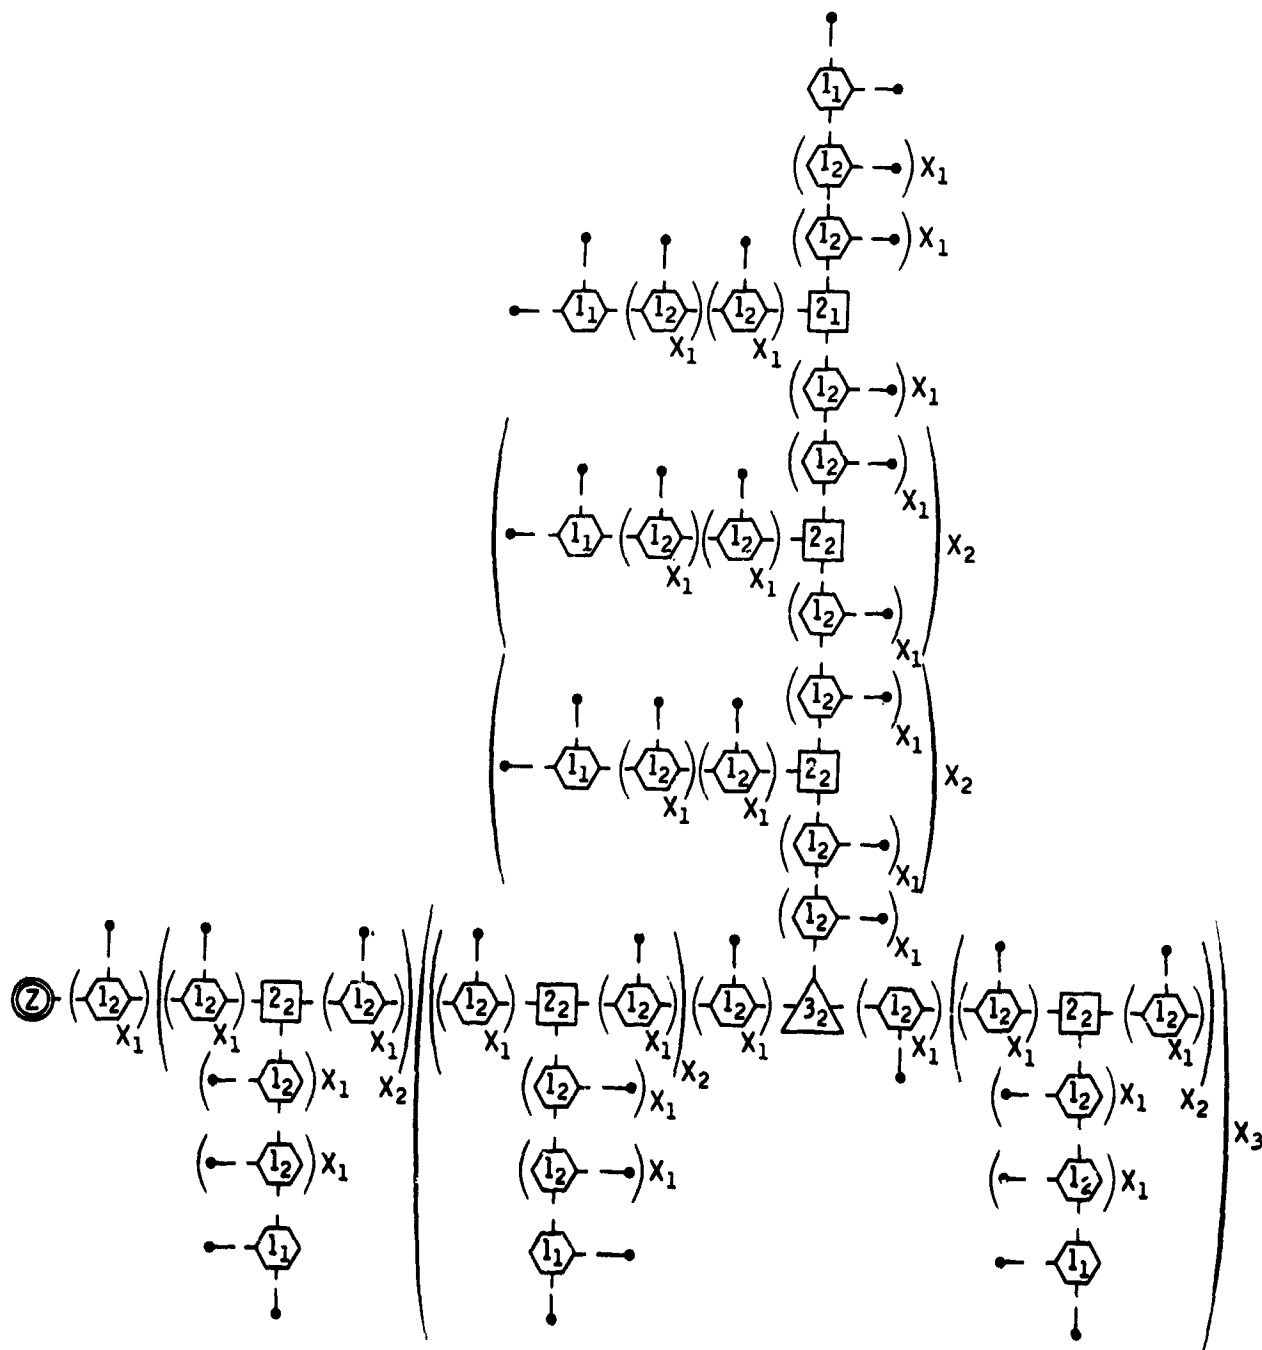 1₁
1₂ X₁
1₂ X₁
1₁ 1₂ 1₂ 2₁
X₁ X₁
1₂ X₁
1₂
X₁
1₁ 1₂ 1₂ 2₂ X₂
X₁ X₁
1₂
X₁
1₂
X₁
1₁ 1₂ 1₂ 2₂ X₂
X₁ X₁
1₂
X₁
1₂
X₁
Z 1₂ 1₂ 2₂ 1₂ 1₂ 2₂ 1₂ 1₂ 3₂ 1₂ 1₂ 2₂ 1₂
X₁ X₁ X₁ X₁ X₁ X₁ X₁ X₁ X₁
X₂ X₂ X₂
1₂ X₁ 1₂ X₁ 1₂ X₁
X₃
1₂ X₁ 1₂ X₁ 1₂ X₁
1₁ 1₁ 1₁